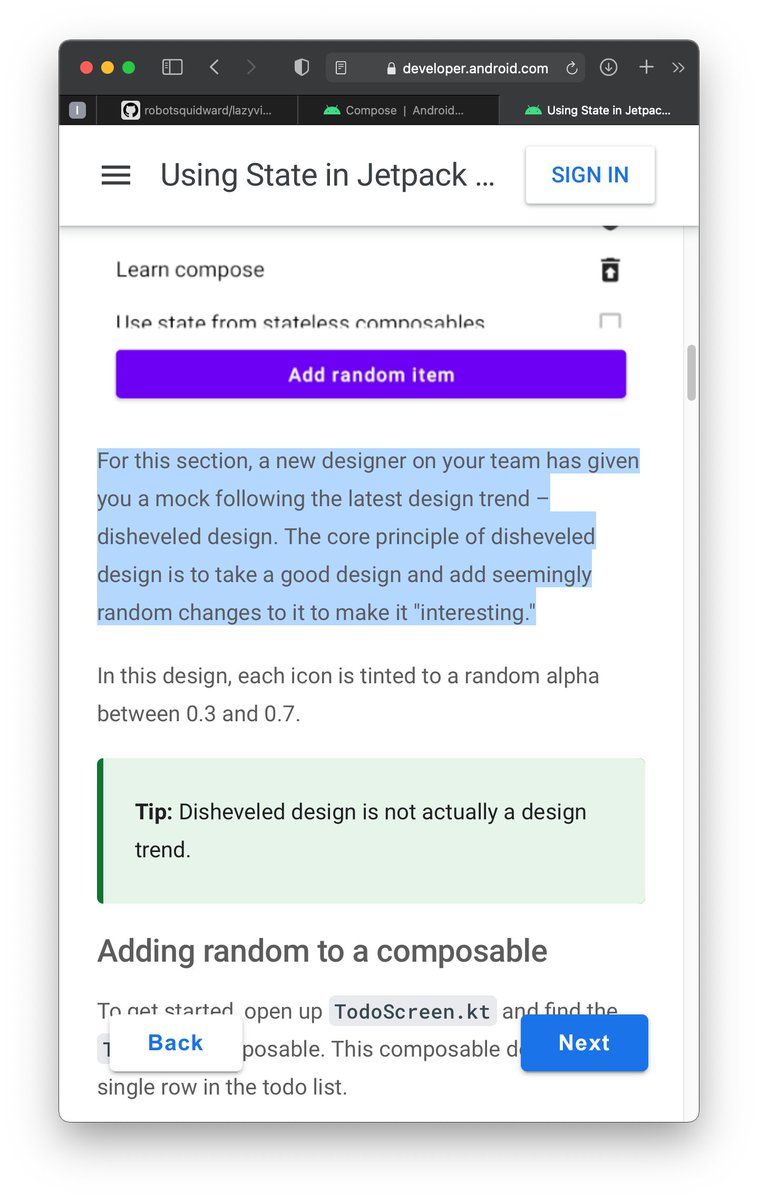 developer.android.com
I
robotsquidward/lazyvi...
Compose | Android...
Using State in Jetpac...
Using State in Jetpack ...
SIGN IN
Learn compose
Use state from stateless composables
Add random item
For this section, a new designer on your team has given
you a mock following the latest design trend –
disheveled design. The core principle of disheveled
design is to take a good design and add seemingly
random changes to it to make it "interesting."
In this design, each icon is tinted to a random alpha
between 0.3 and 0.7.
Tip: Disheveled design is not actually a design
trend.
Adding random to a composable
To get started, open up TodoScreen.kt and find the
Back
posable. This composable d
Next
single row in the todo list.